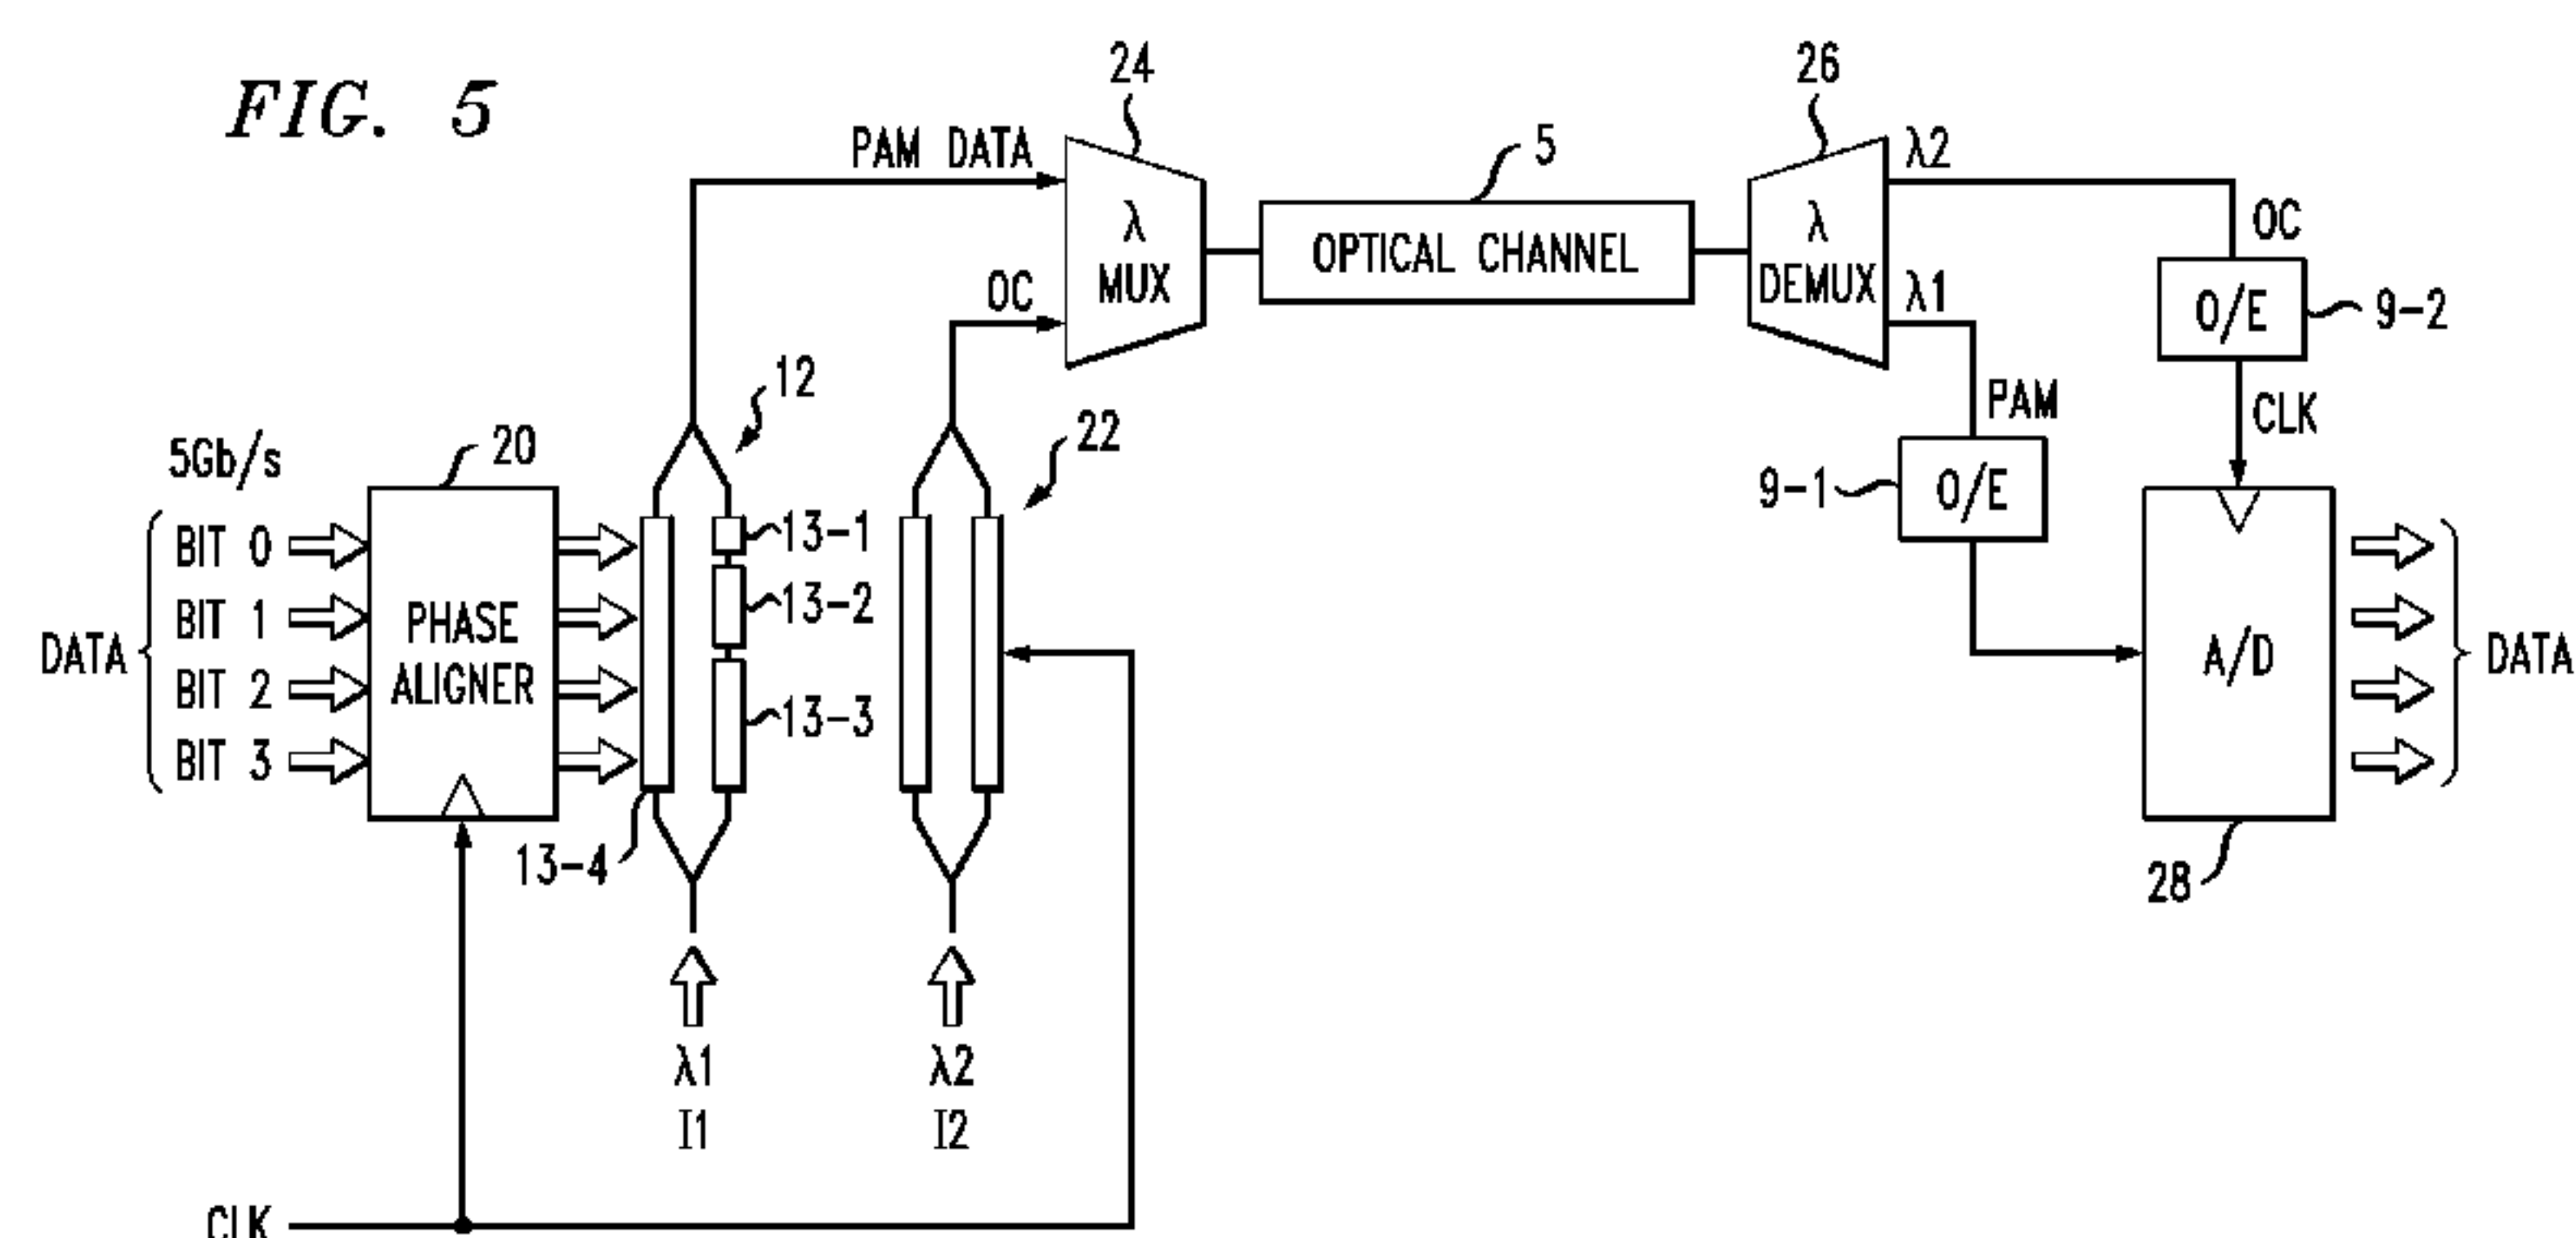 FIG. 5
24
26
PAM DATA
5
λ2
λ
MUX
OPTICAL CHANNEL
λ
DEMUX
OC
OC
λ1
O/E
9-2
12
PAM
CLK
22
5Gb/s
20
9-1
O/E
DATA
BIT 0
BIT 1
BIT 2
BIT 3
PHASE
ALIGNER
13-1
13-2
13-3
A/D
DATA
13-4
28
λ1
I1
λ2
I2
CLK